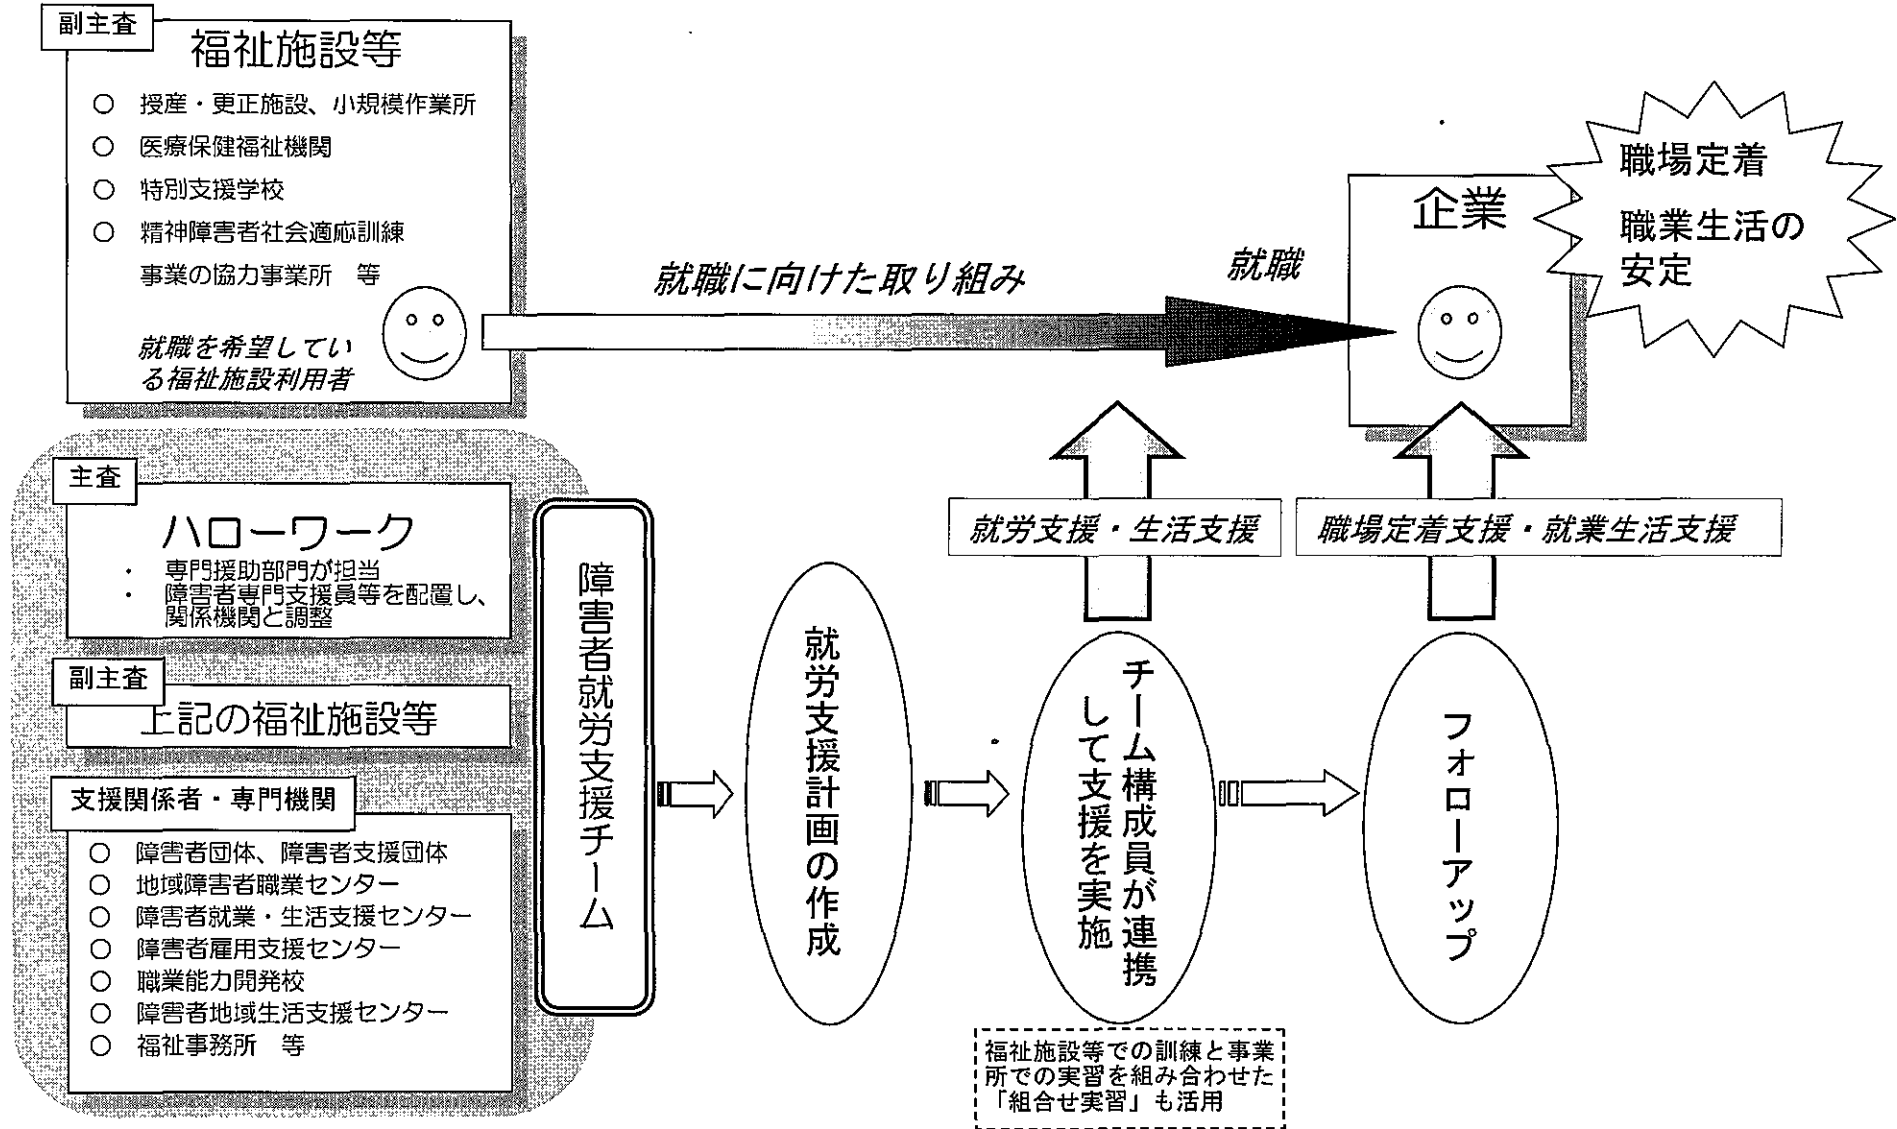 副主査
福祉施設等
○ 授産・更正施設、小規模作業所
○ 医療保健福祉機関
○ 特別支援学校
○ 精神障害者社会適応訓練
事業の協力事業所 等
就職を希望してい
る福祉施設利用者
就職に向けた取り組み
就職
企業
職場定着
職業生活の
安定
主査
ハローワーク
・ 専門援助部門が担当
・ 障害者専門支援員等を配置し、
関係機関と調整
副主査
上記の福祉施設等
支援関係者・専門機関
○ 障害者団体、障害者支援団体
○ 地域障害者職業センター
○ 障害者就業・生活支援センター
○ 障害者雇用支援センター
○ 職業能力開発校
○ 障害者地域生活支援センター
○ 福祉事務所 等
障害者就労支援チーム
就労支援計画の作成
就労支援・生活支援
チーム構成員が連携
して支援を実施
福祉施設等での訓練と事業
所での実習を組み合わせた
「組合せ実習」も活用
職場定着支援・就業生活支援
フォローアップ